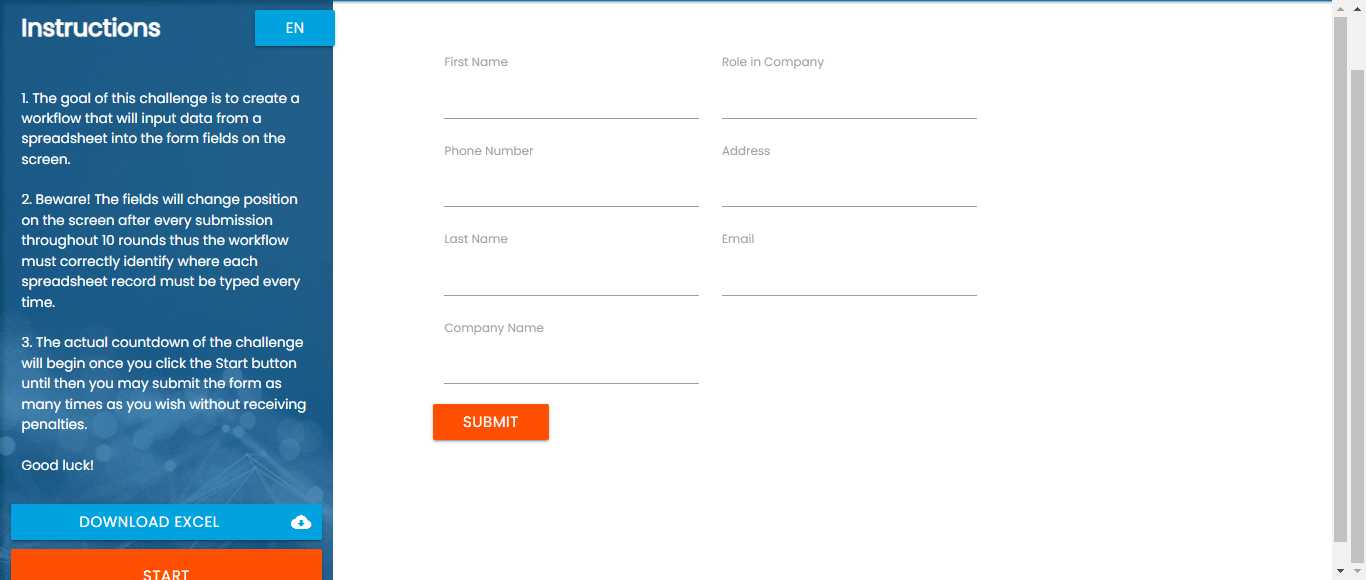 Instructions
EN
1. The goal of this challenge is to create a
workflow that will input data from a
spreadsheet into the form fields on the
screen.
2. Beware! The fields will change position
on the screen after every submission
throughout 10 rounds thus the workflow
must correctly identify where each
spreadsheet record must be typed every
time.
3. The actual countdown of the challenge
will begin once you click the Start button
until then you may submit the form as
many times as you wish without receiving
penalties.
Good luck!
DOWNLOAD EXCEL
START
First Name
Role in Company
Phone Number
Address
Last Name
Email
Company Name
SUBMIT